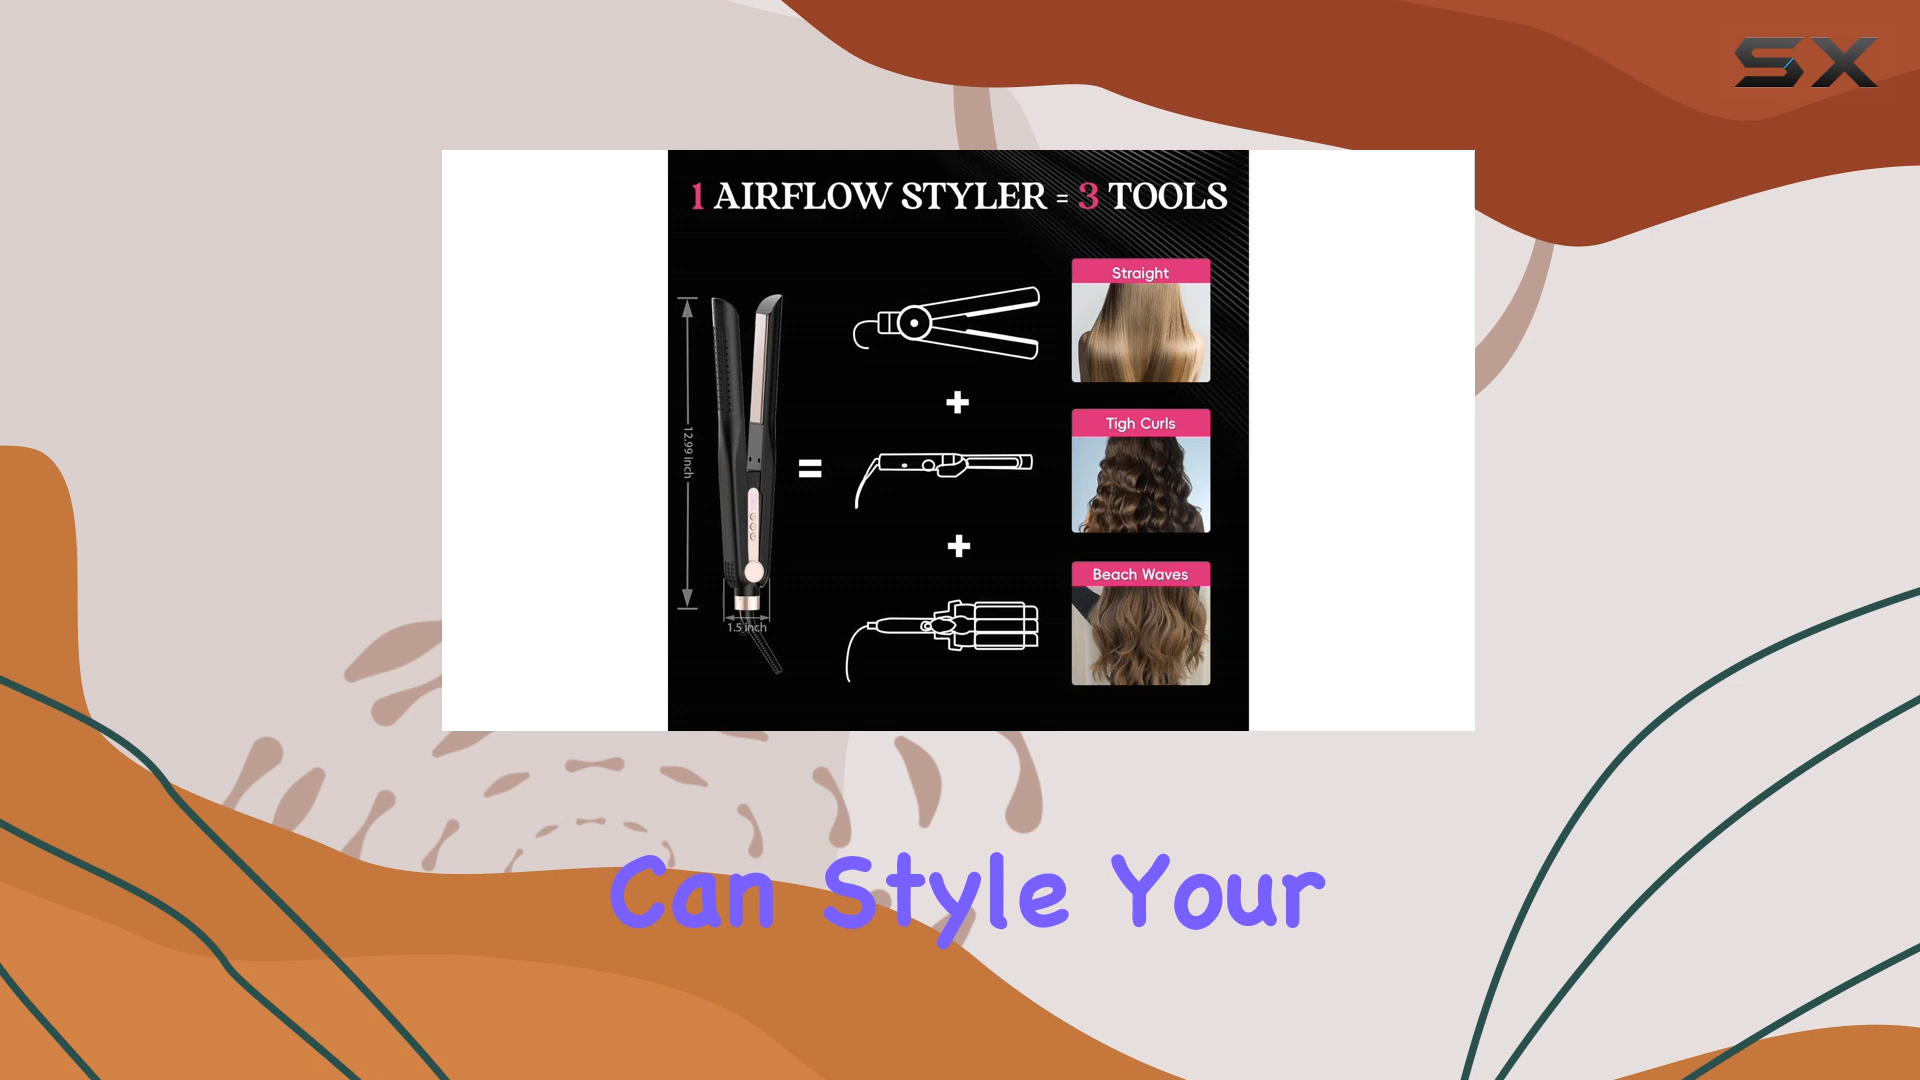 SX
1 AIRFLOW STYLER = 3 TOOLS
Straight
12.99 inch
=
+
Tigh Curls
+
Beach Waves
1.5 inch
Can Style Your